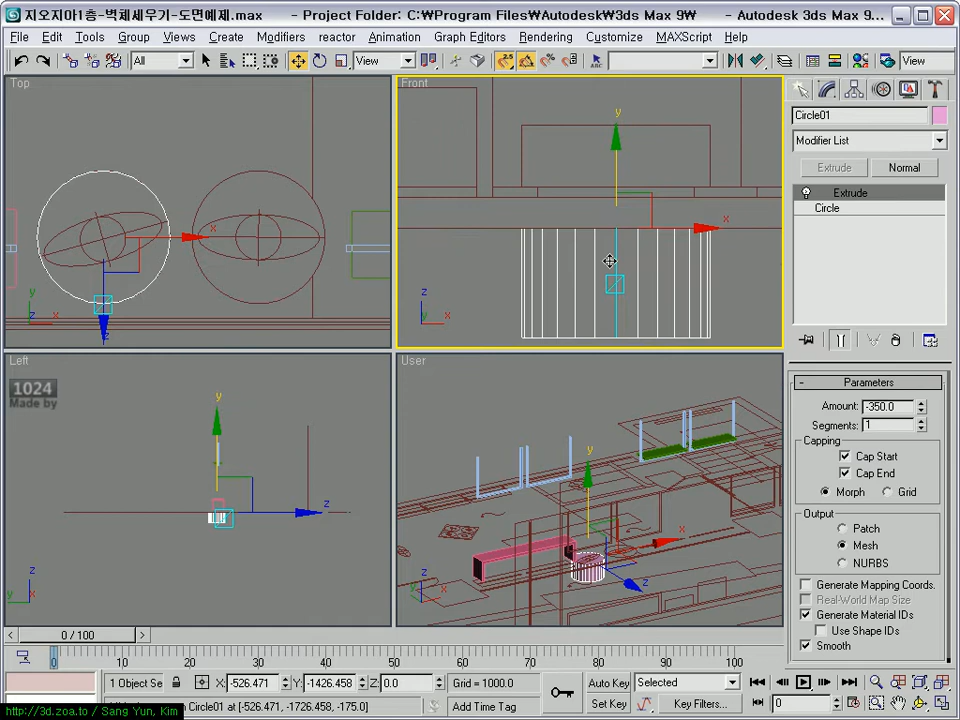 지오지아1층-벽체세우기-도면예제.max - Project Folder: C:\Program Files\Autodesk\3ds Max 9\ - Autodesk 3ds Max 9...
File Edit Tools Group Views Create Modifiers reactor Animation Graph Editors Rendering Customize MAXScript Help
All View View
Top
Front
Circle01
Modifier List
Extrude Normal
Extrude
Circle
Left
User
1024
Made by
Parameters
Amount: -350.0
Segments: 1
Capping
Cap Start
Cap End
Morph Grid
Output
Patch
Mesh
NURBS
Generate Mapping Coords.
Real-World Map Size
Generate Material IDs
Use Shape IDs
Smooth
0 / 100
0 10 20 30 40 50 60 70 80 90 100
1 Object Se X: -526.471 Y: -1426.458 Z: 0.0 Grid = 1000.0 Auto Key Selected
Circle01 at [-526.471, -1726.458, -175.0] Add Time Tag Set Key Key Filters... 0
http://3d.zoa.to / Sang Yun, Kim